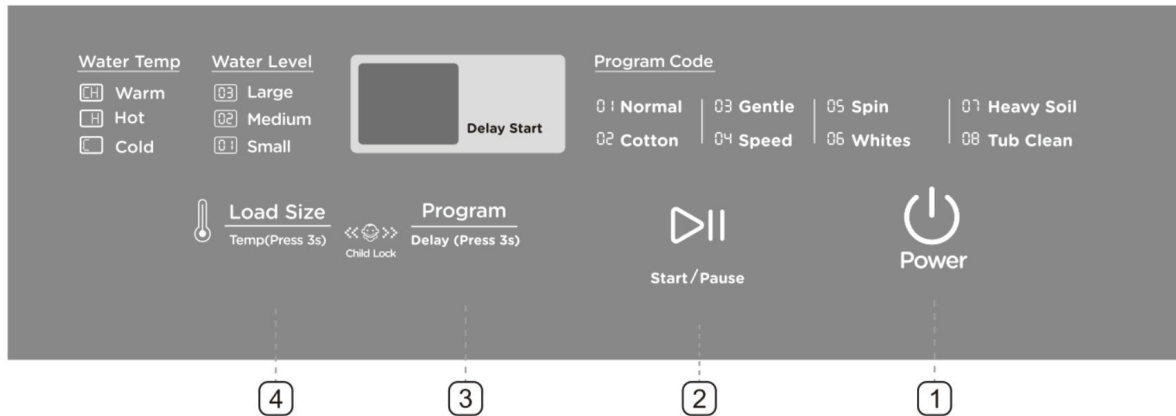 Water Temp
CH Warm
H Hot
C Cold
Water Level
03 Large
02 Medium
01 Small
Delay Start
Program Code
01 Normal
02 Cotton
03 Gentle
04 Speed
05 Spin
06 Whites
07 Heavy Soil
08 Tub Clean
Load Size
Temp(Press 3s)
Child Lock
Program
Delay (Press 3s)
Start/Pause
Power
4
3
2
1